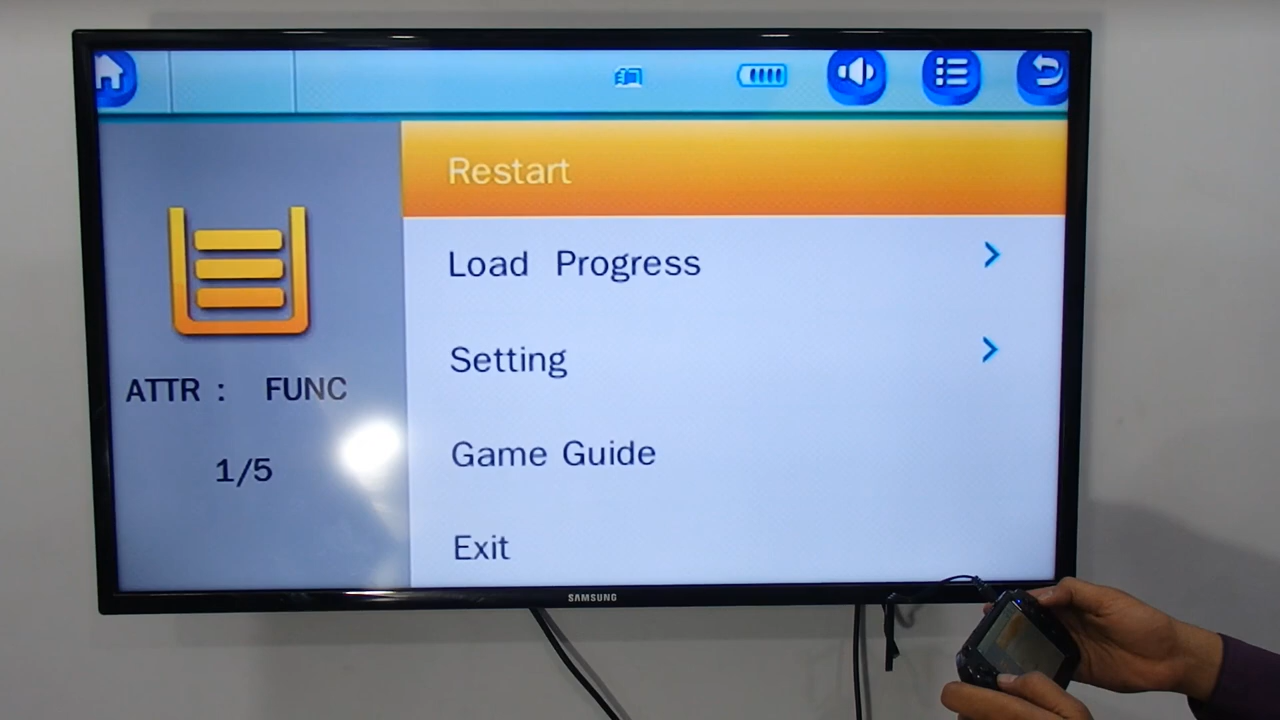 Restart
Load Progress
Setting
ATTR : FUNC
Game Guide
1/5
Exit
SAMSUNG